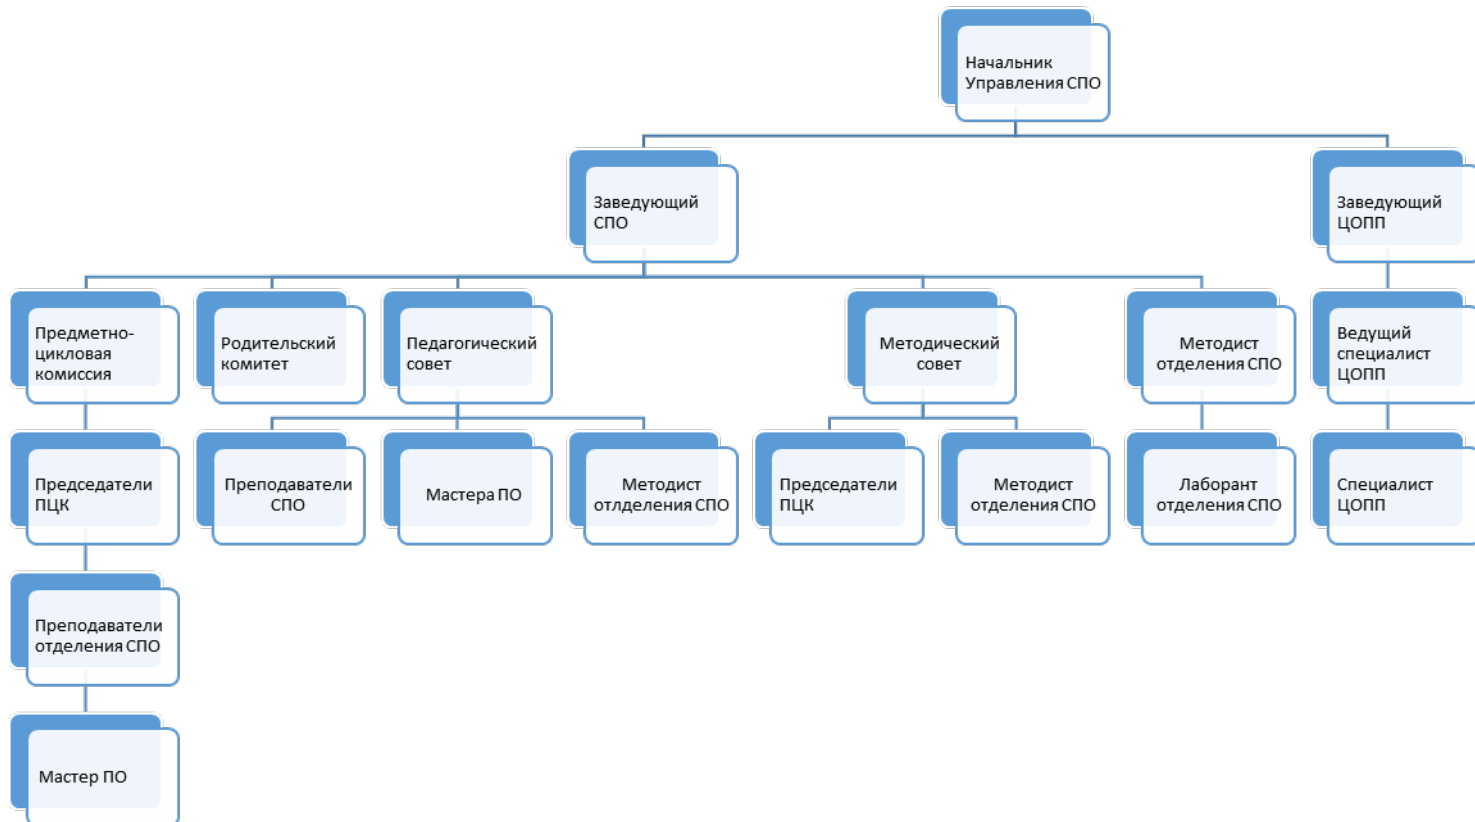 Начальник
Управления СПО
Заведующий
СПО
Заведующий
ЦОПП
Предметно-
цикловая
комиссия
Родительский
комитет
Педагогический
совет
Методический
совет
Методист
отделения СПО
Ведущий
специалист
ЦОПП
Председатели
ПЦК
Преподаватели
СПО
Мастера ПО
Методист
отлделения СПО
Председатели
ПЦК
Методист
отделения СПО
Лаборант
отделения СПО
Специалист
ЦОПП
Преподаватели
отделения СПО
Мастер ПО